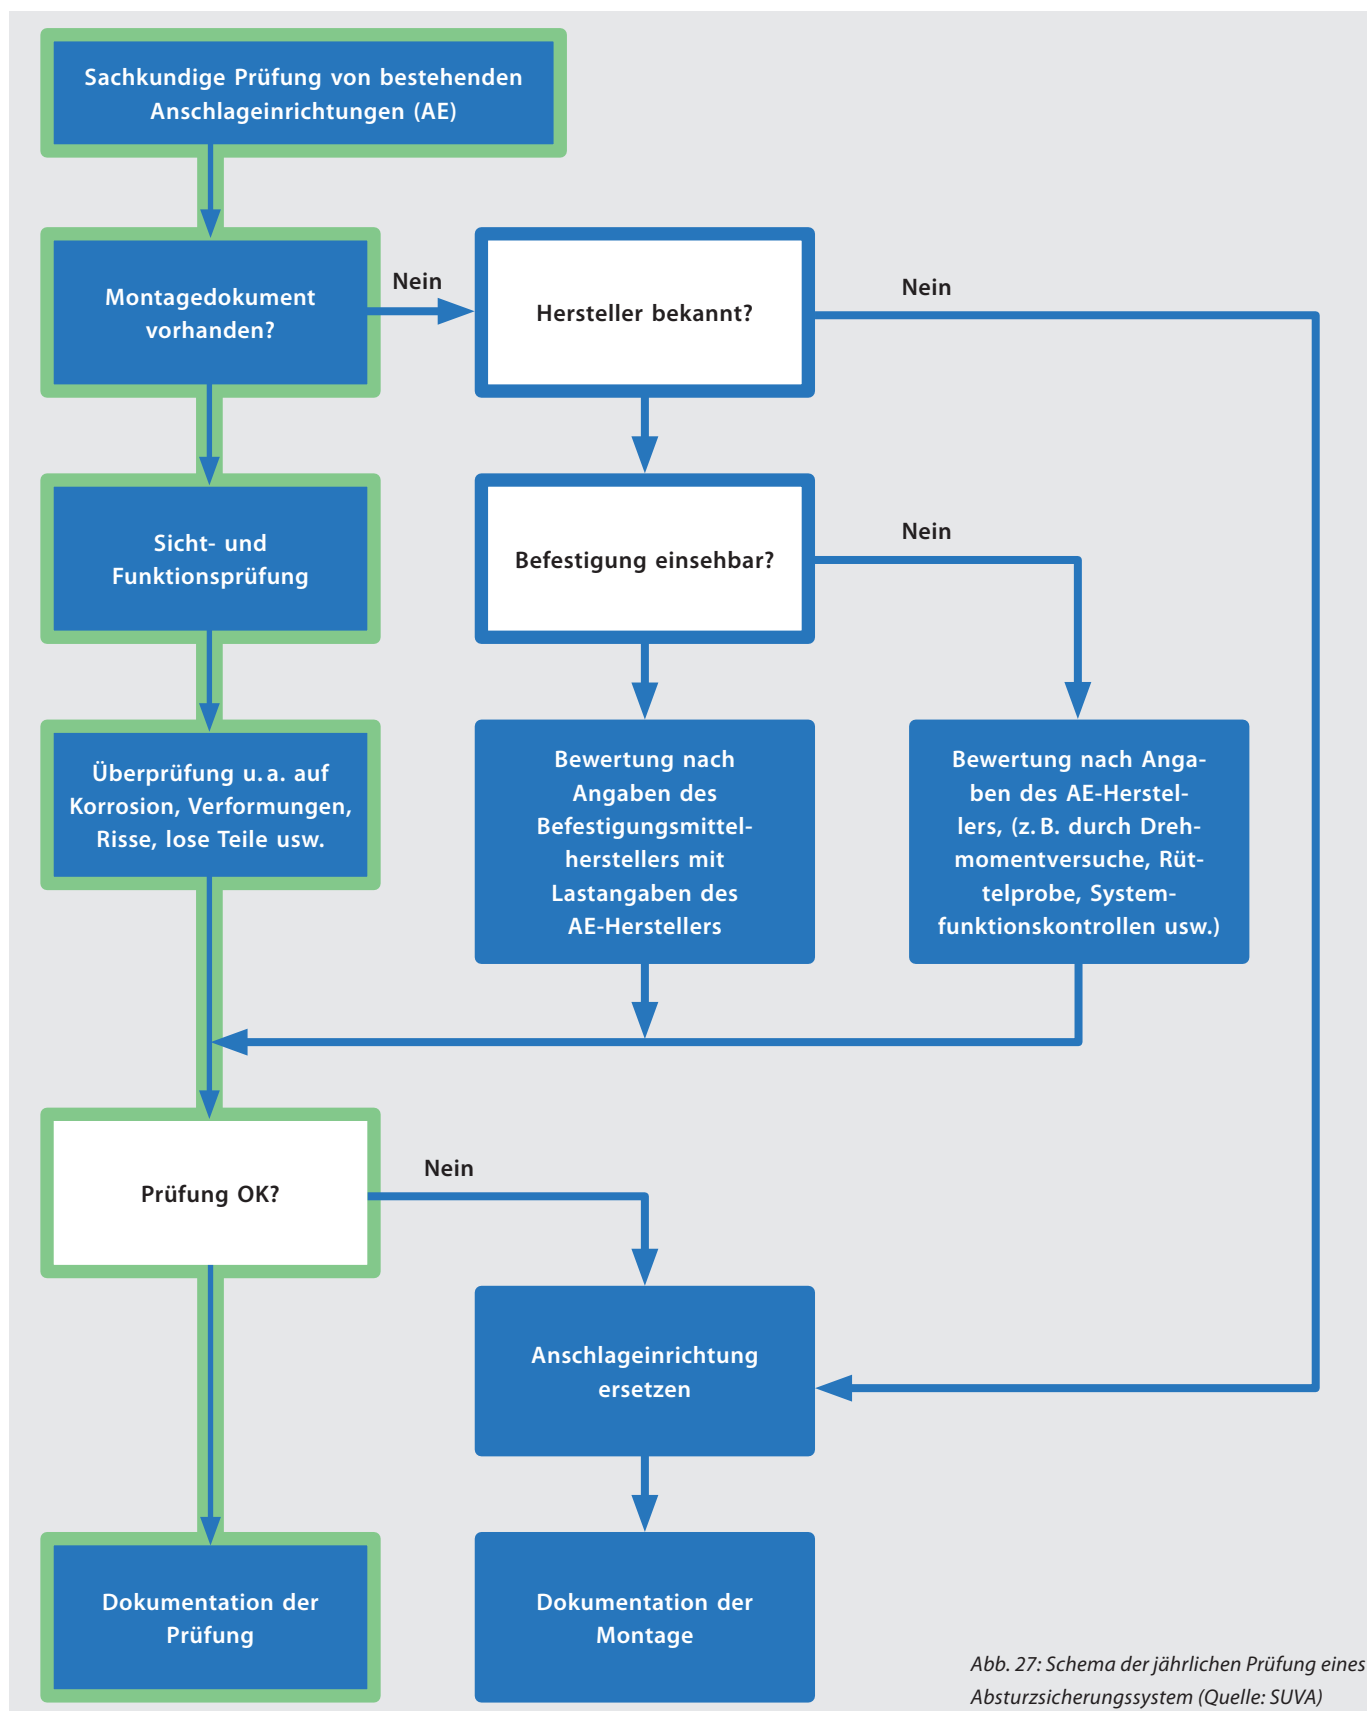 Sachkundige Prüfung von bestehenden
Anschlageinrichtungen (AE)
Montagedokument
vorhanden?
Nein
Hersteller bekannt?
Nein
Sicht- und
Funktionsprüfung
Befestigung einsehbar?
Nein
Überprüfung u. a. auf
Korrosion, Verformungen,
Risse, lose Teile usw.
Bewertung nach
Angaben des
Befestigungsmittel-
herstellers mit
Lastangaben des
AE-Herstellers
Bewertung nach Anga-
ben des AE-Herstel-
lers, (z. B. durch Dreh-
momentversuche, Rüt-
telprobe, System-
funktionskontrollen usw.)
Prüfung OK?
Nein
Anschlageinrichtung
ersetzen
Dokumentation der
Prüfung
Dokumentation der
Montage
Abb. 27: Schema der jährlichen Prüfung eines
Absturzsicherungssystem (Quelle: SUVA)